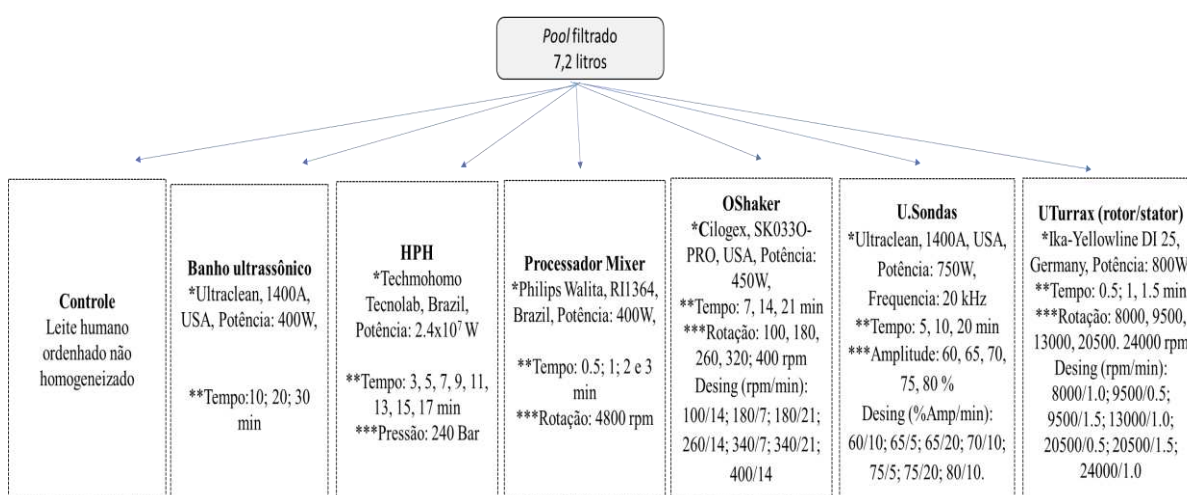 Pool filtrado
7,2 litros
Controle
Leite humano
ordenhado não
homogeneizado
Banho ultrassônico
*Ultraclean, 1400A,
USA, Potência: 400W,
**Tempo:10; 20; 30
min
HPH
*Techmohomo
Tecnolab, Brazil,
Potência: 2.4x10⁷ W
**Tempo: 3, 5, 7, 9, 11,
13, 15, 17 min
***Pressão: 240 Bar
Processador Mixer
*Philips Walita, RI1364,
Brazil, Potência: 400W,
**Tempo: 0.5; 1; 2 e 3
min
***Rotação: 4800 rpm
OShaker
*Cilogex, SK033O-
PRO, USA, Potência:
450W,
**Tempo: 7, 14, 21 min
***Rotação: 100, 180,
260, 320; 400 rpm
Desing (rpm/min):
100/14; 180/7; 180/21;
260/14; 340/7; 340/21;
400/14
U.Sondas
*Ultraclean, 1400A, USA,
Potência: 750W,
Frequencia: 20 kHz
**Tempo: 5, 10, 20 min
***Amplitude: 60, 65, 70,
75, 80 %
Desing (%Amp/min):
60/10; 65/5; 65/20; 70/10;
75/5; 75/20; 80/10.
UTurrax (rotor/stator)
*Ika-Yellowline DI 25,
Germany, Potência: 800W
**Tempo: 0.5; 1, 1.5 min
***Rotação: 8000, 9500,
13000, 20500. 24000 rpm
Desing (rpm/min):
8000/1.0; 9500/0.5;
9500/1.5; 13000/1.0;
20500/0.5; 20500/1.5;
24000/1.0